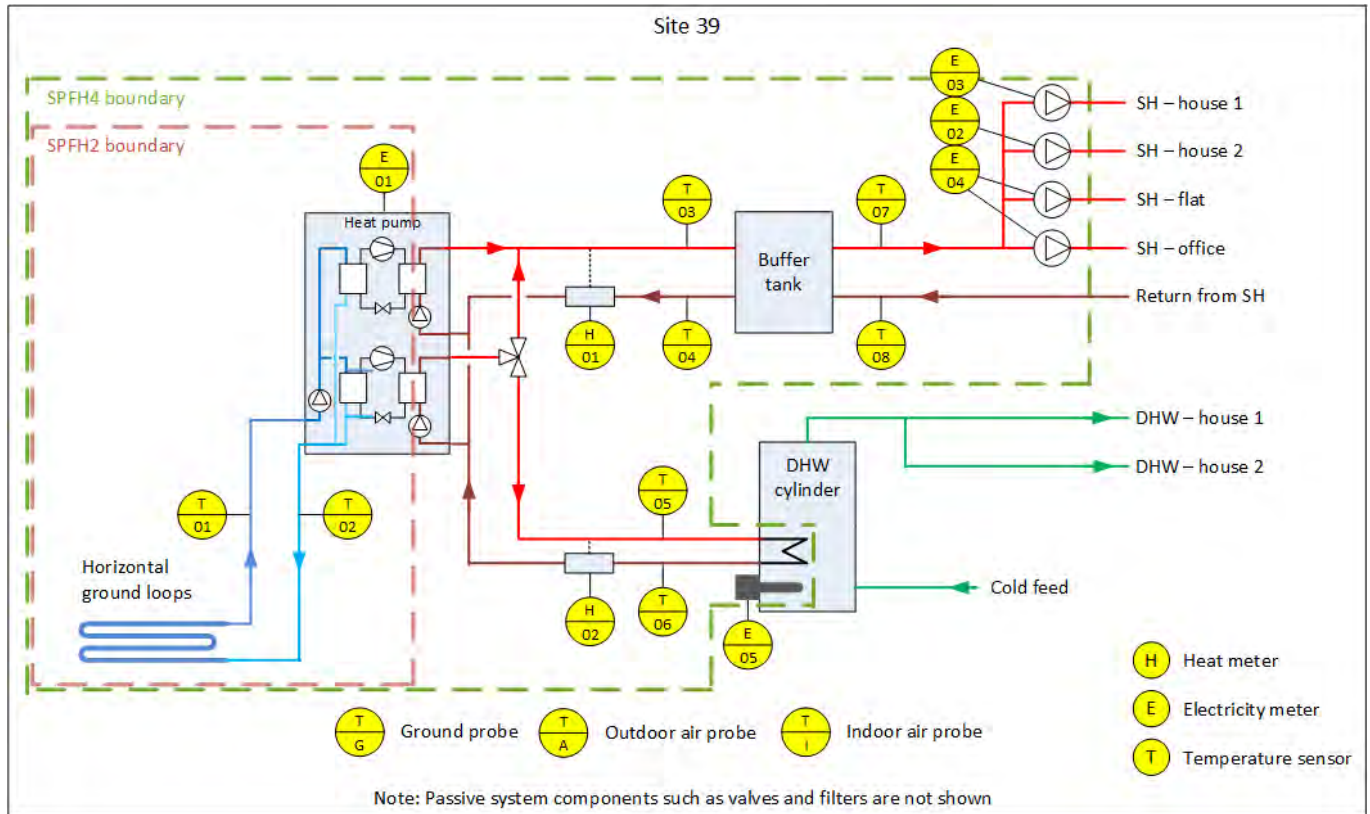 Site 39
SPFH4 boundary
SPFH2 boundary
E
01
Heat pump
E
03
E
02
E
04
SH – house 1
SH – house 2
SH – flat
SH – office
Return from SH
T
03
T
07
Buffer
tank
H
01
T
04
T
08
DHW – house 1
DHW – house 2
DHW
cylinder
T
01
T
02
T
05
Horizontal
ground loops
H
02
T
06
E
05
Cold feed
H
Heat meter
E
Electricity meter
T
Temperature sensor
T
G
Ground probe
T
A
Outdoor air probe
T
I
Indoor air probe
Note: Passive system components such as valves and filters are not shown